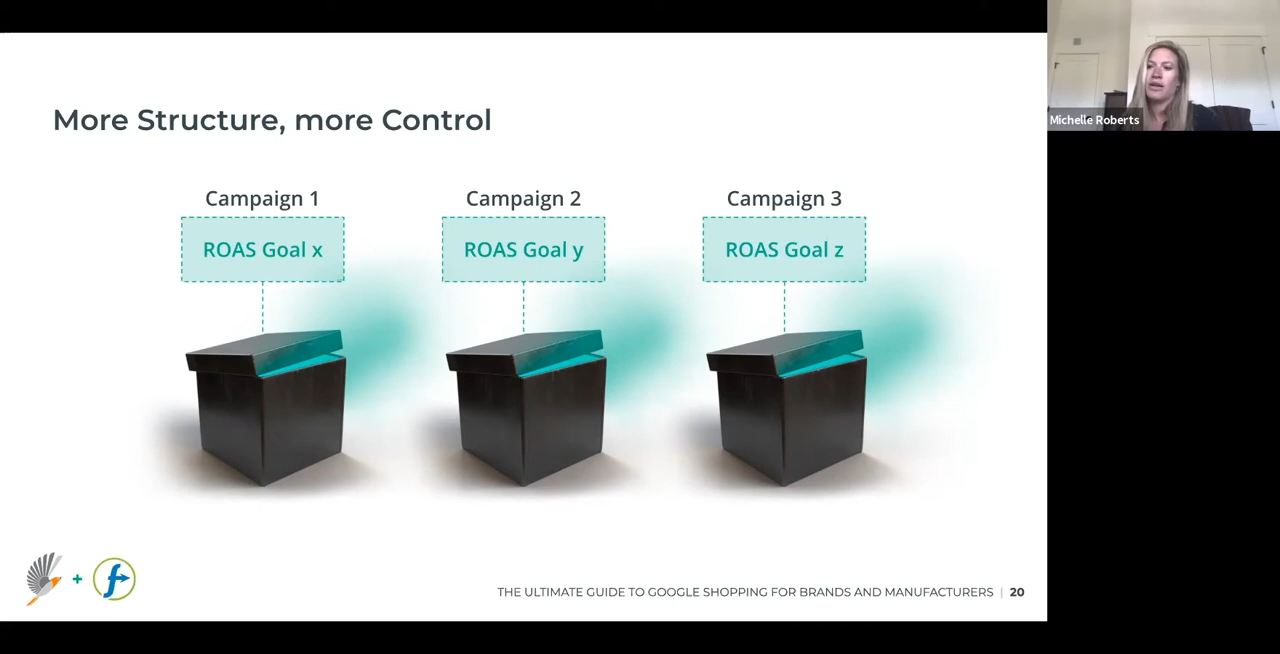 More Structure, more Control
Campaign 1
Campaign 2
Campaign 3
ROAS Goal x
ROAS Goal y
ROAS Goal z
f
+
THE ULTIMATE GUIDE TO GOOGLE SHOPPING FOR BRANDS AND MANUFACTURERS | 20
Michelle Roberts